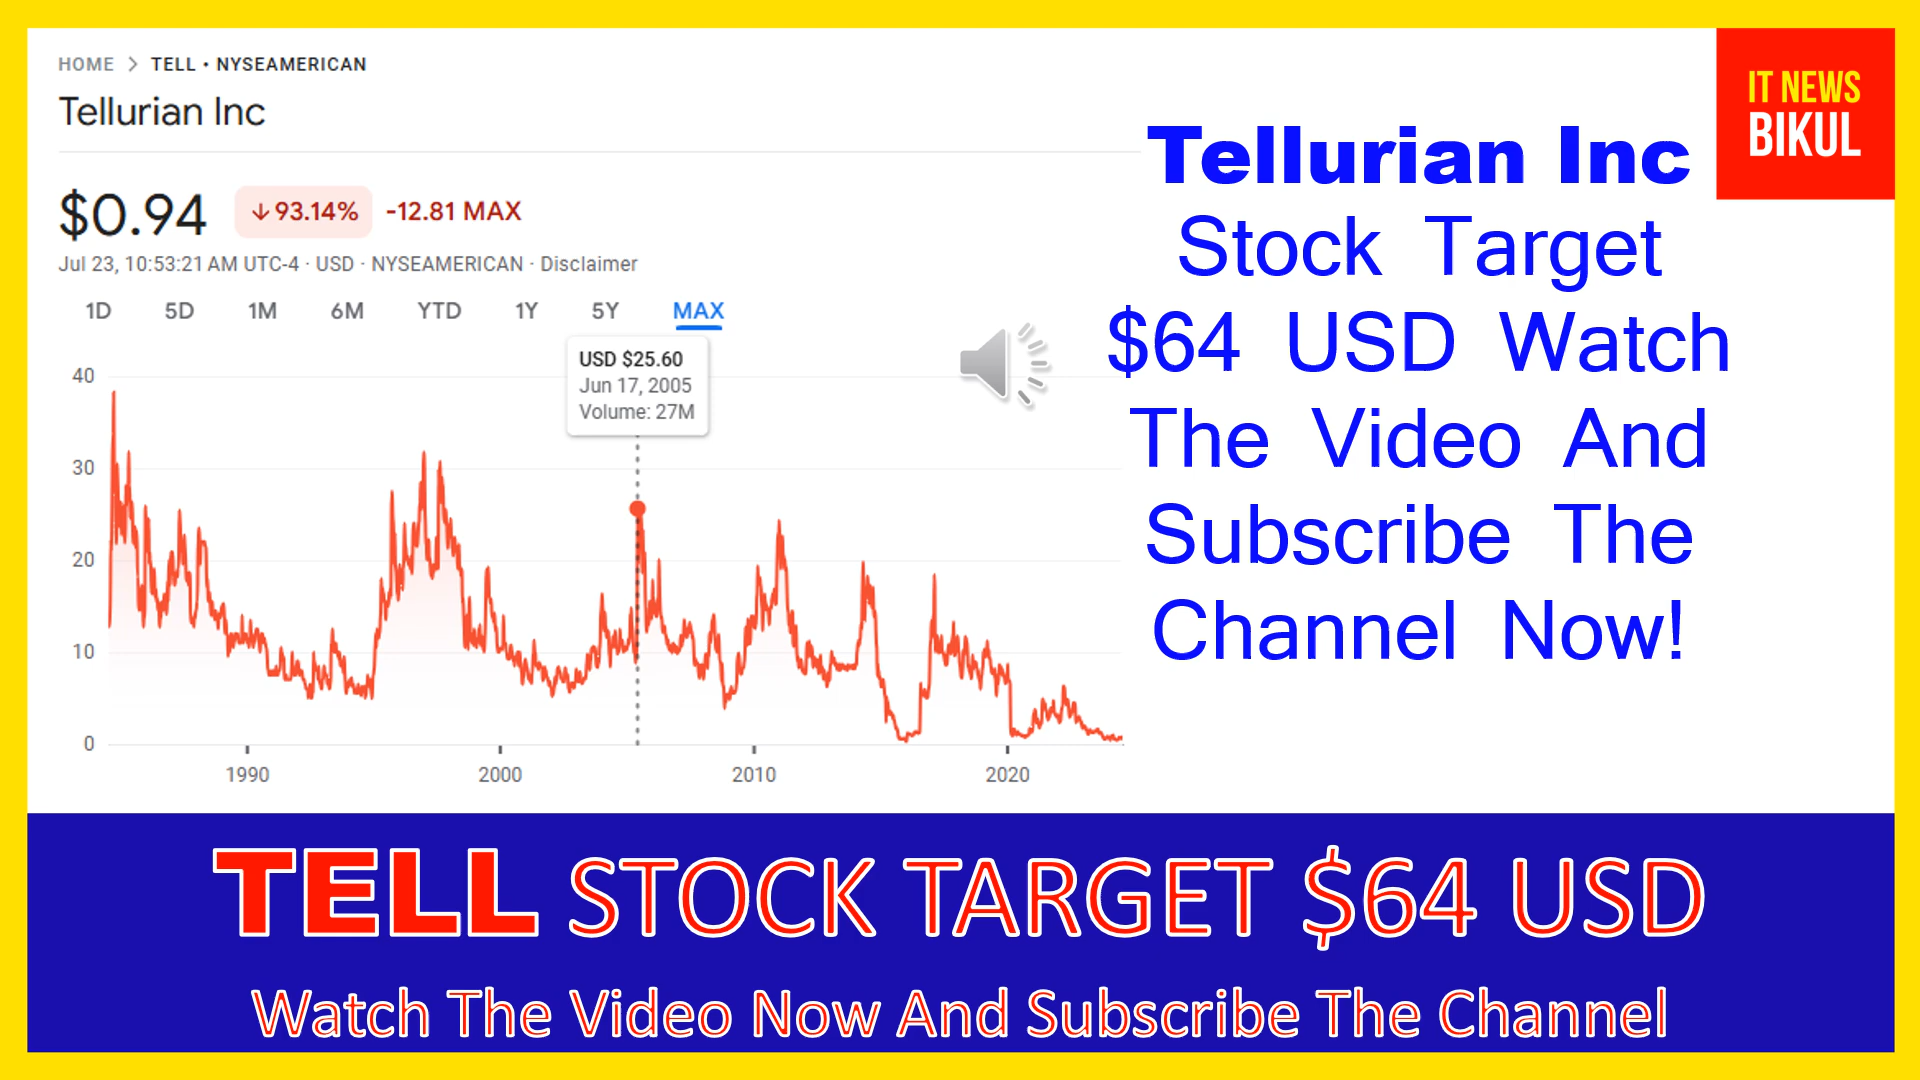 HOME > TELL • NYSEAMERICAN
Tellurian Inc
$0.94 ↓93.14% -12.81 MAX
Jul 23, 10:53:21 AM UTC-4 · USD · NYSEAMERICAN · Disclaimer
1D 5D 1M 6M YTD 1Y 5Y MAX
USD $25.60
Jun 17, 2005
Volume: 27M
40
30
20
10
0
1990 2000 2010 2020
IT NEWS
BIKUL
Tellurian Inc
Stock Target
$64 USD Watch
The Video And
Subscribe The
Channel Now!
TELL STOCK TARGET $64 USD
Watch The Video Now And Subscribe The Channel